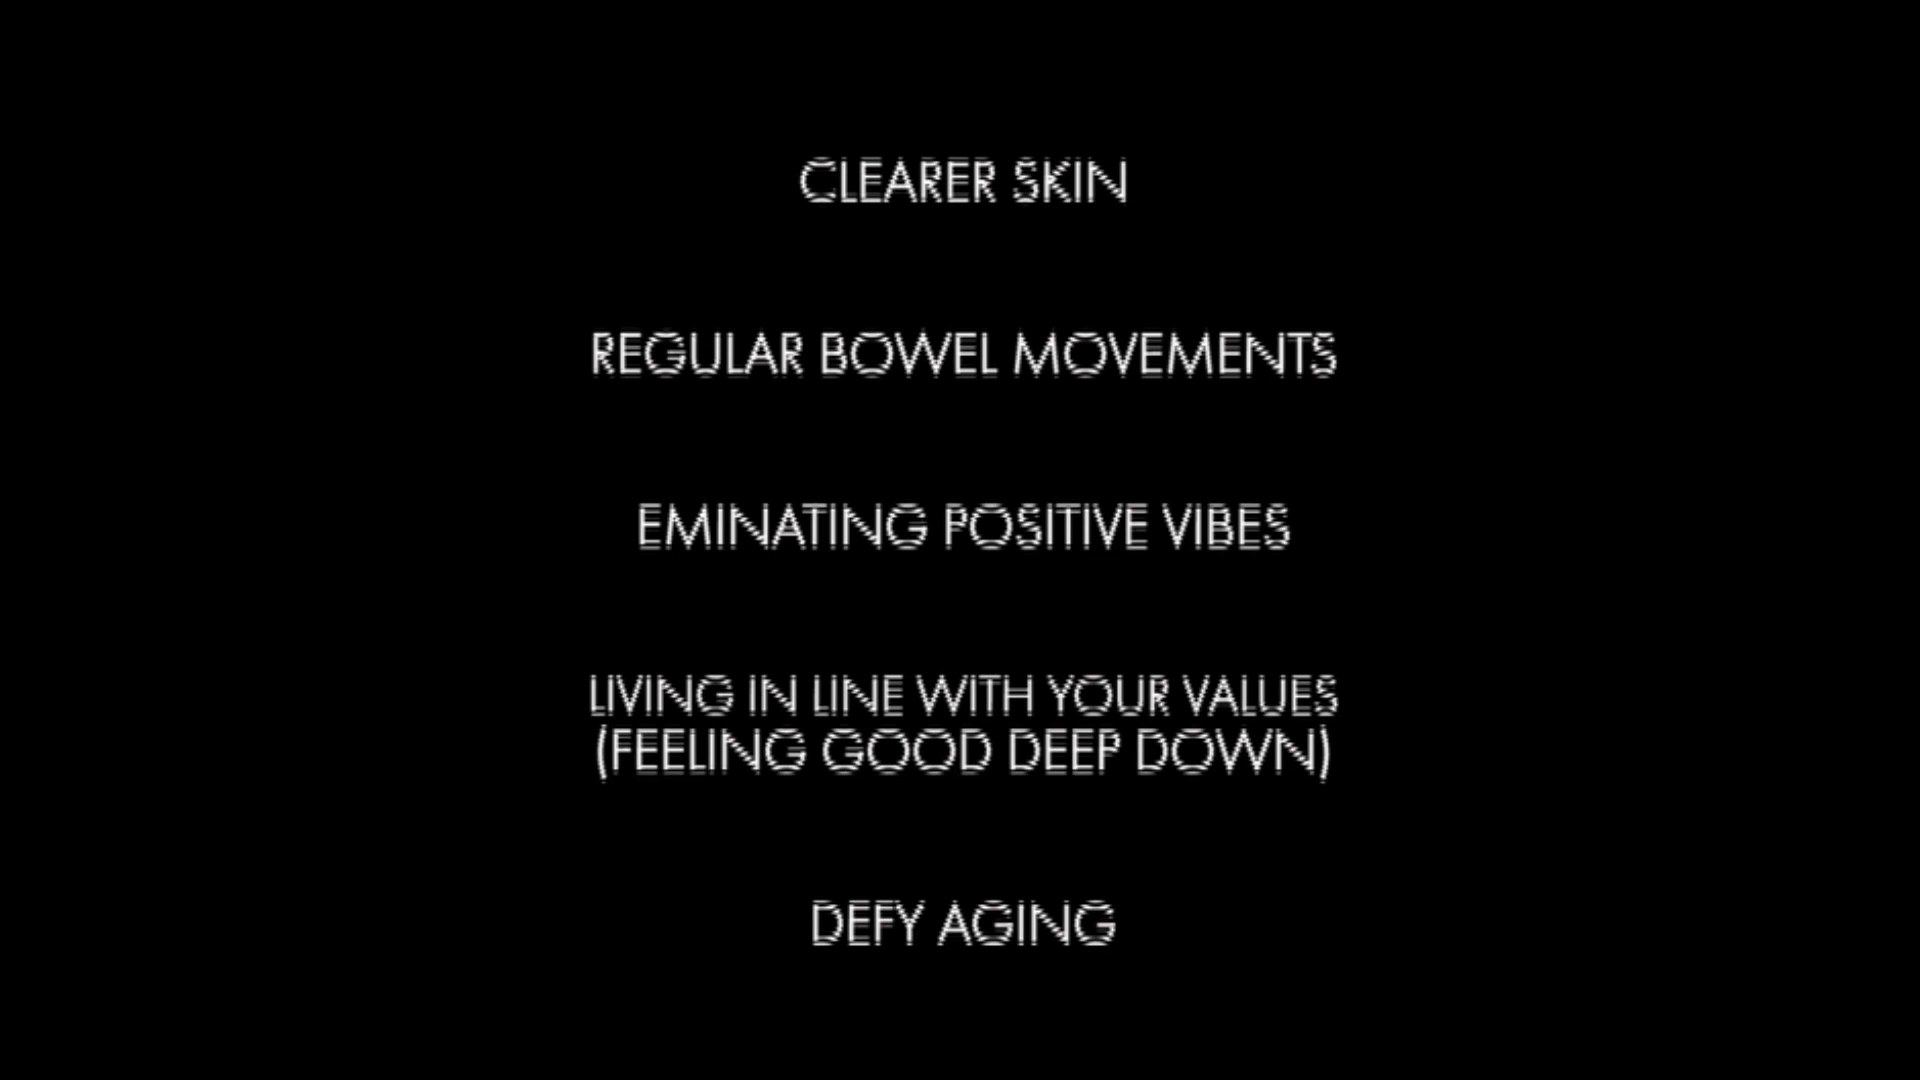 CLEARER SKIN
REGULAR BOWEL MOVEMENTS
EMINATING POSITIVE VIBES
LIVING IN LINE WITH YOUR VALUES
(FEELING GOOD DEEP DOWN)
DEFY AGING